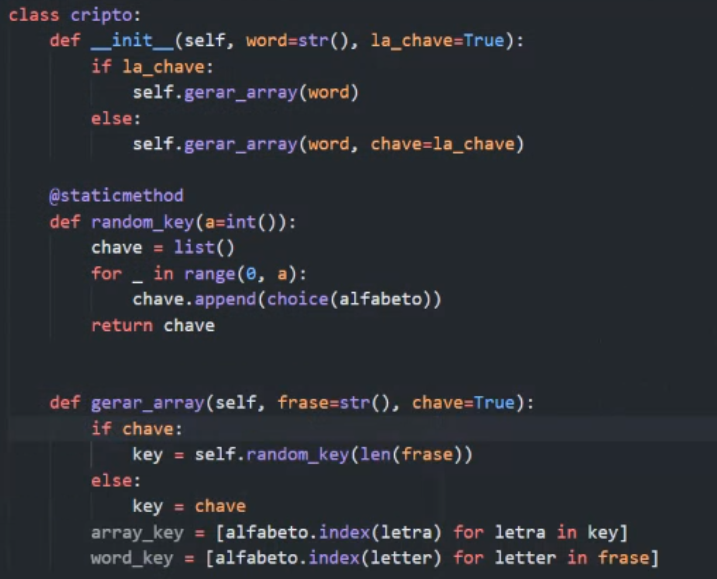 class cripto:
    def __init__(self, word=str(), la_chave=True):
        if la_chave:
            self.gerar_array(word)
        else:
            self.gerar_array(word, chave=la_chave)
    @staticmethod
    def random_key(a=int()):
        chave = list()
        for _ in range(0, a):
            chave.append(choice(alfabeto))
        return chave
    def gerar_array(self, frase=str(), chave=True):
        if chave:
            key = self.random_key(len(frase))
        else:
            key = chave
        array_key = [alfabeto.index(letra) for letra in key]
        word_key = [alfabeto.index(letter) for letter in frase]